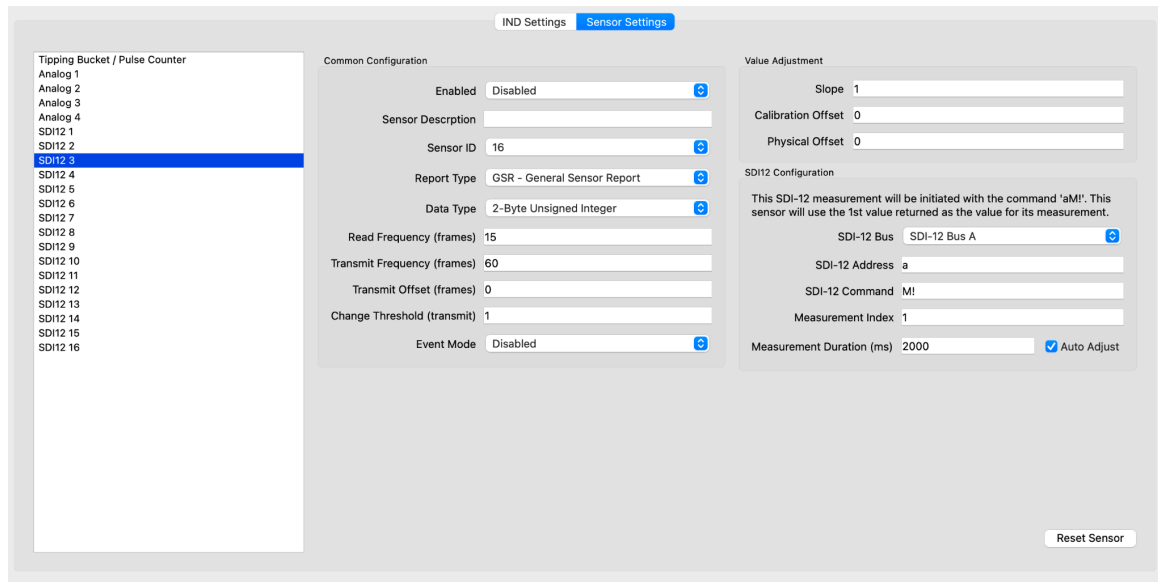 IND Settings
Sensor Settings
Tipping Bucket / Pulse Counter
Analog 1
Analog 2
Analog 3
Analog 4
SDI12 1
SDI12 2
SDI12 3
SDI12 4
SDI12 5
SDI12 6
SDI12 7
SDI12 8
SDI12 9
SDI12 10
SDI12 11
SDI12 12
SDI12 13
SDI12 14
SDI12 15
SDI12 16
Common Configuration
Enabled Disabled
Sensor Descrption
Sensor ID 16
Report Type GSR - General Sensor Report
Data Type 2-Byte Unsigned Integer
Read Frequency (frames) 15
Transmit Frequency (frames) 60
Transmit Offset (frames) 0
Change Threshold (transmit) 1
Event Mode Disabled
Value Adjustment
Slope 1
Calibration Offset 0
Physical Offset 0
SDI12 Configuration
This SDI-12 measurement will be initiated with the command 'aM!'. This
sensor will use the 1st value returned as the value for its measurement.
SDI-12 Bus SDI-12 Bus A
SDI-12 Address a
SDI-12 Command M!
Measurement Index 1
Measurement Duration (ms) 2000 Auto Adjust
Reset Sensor